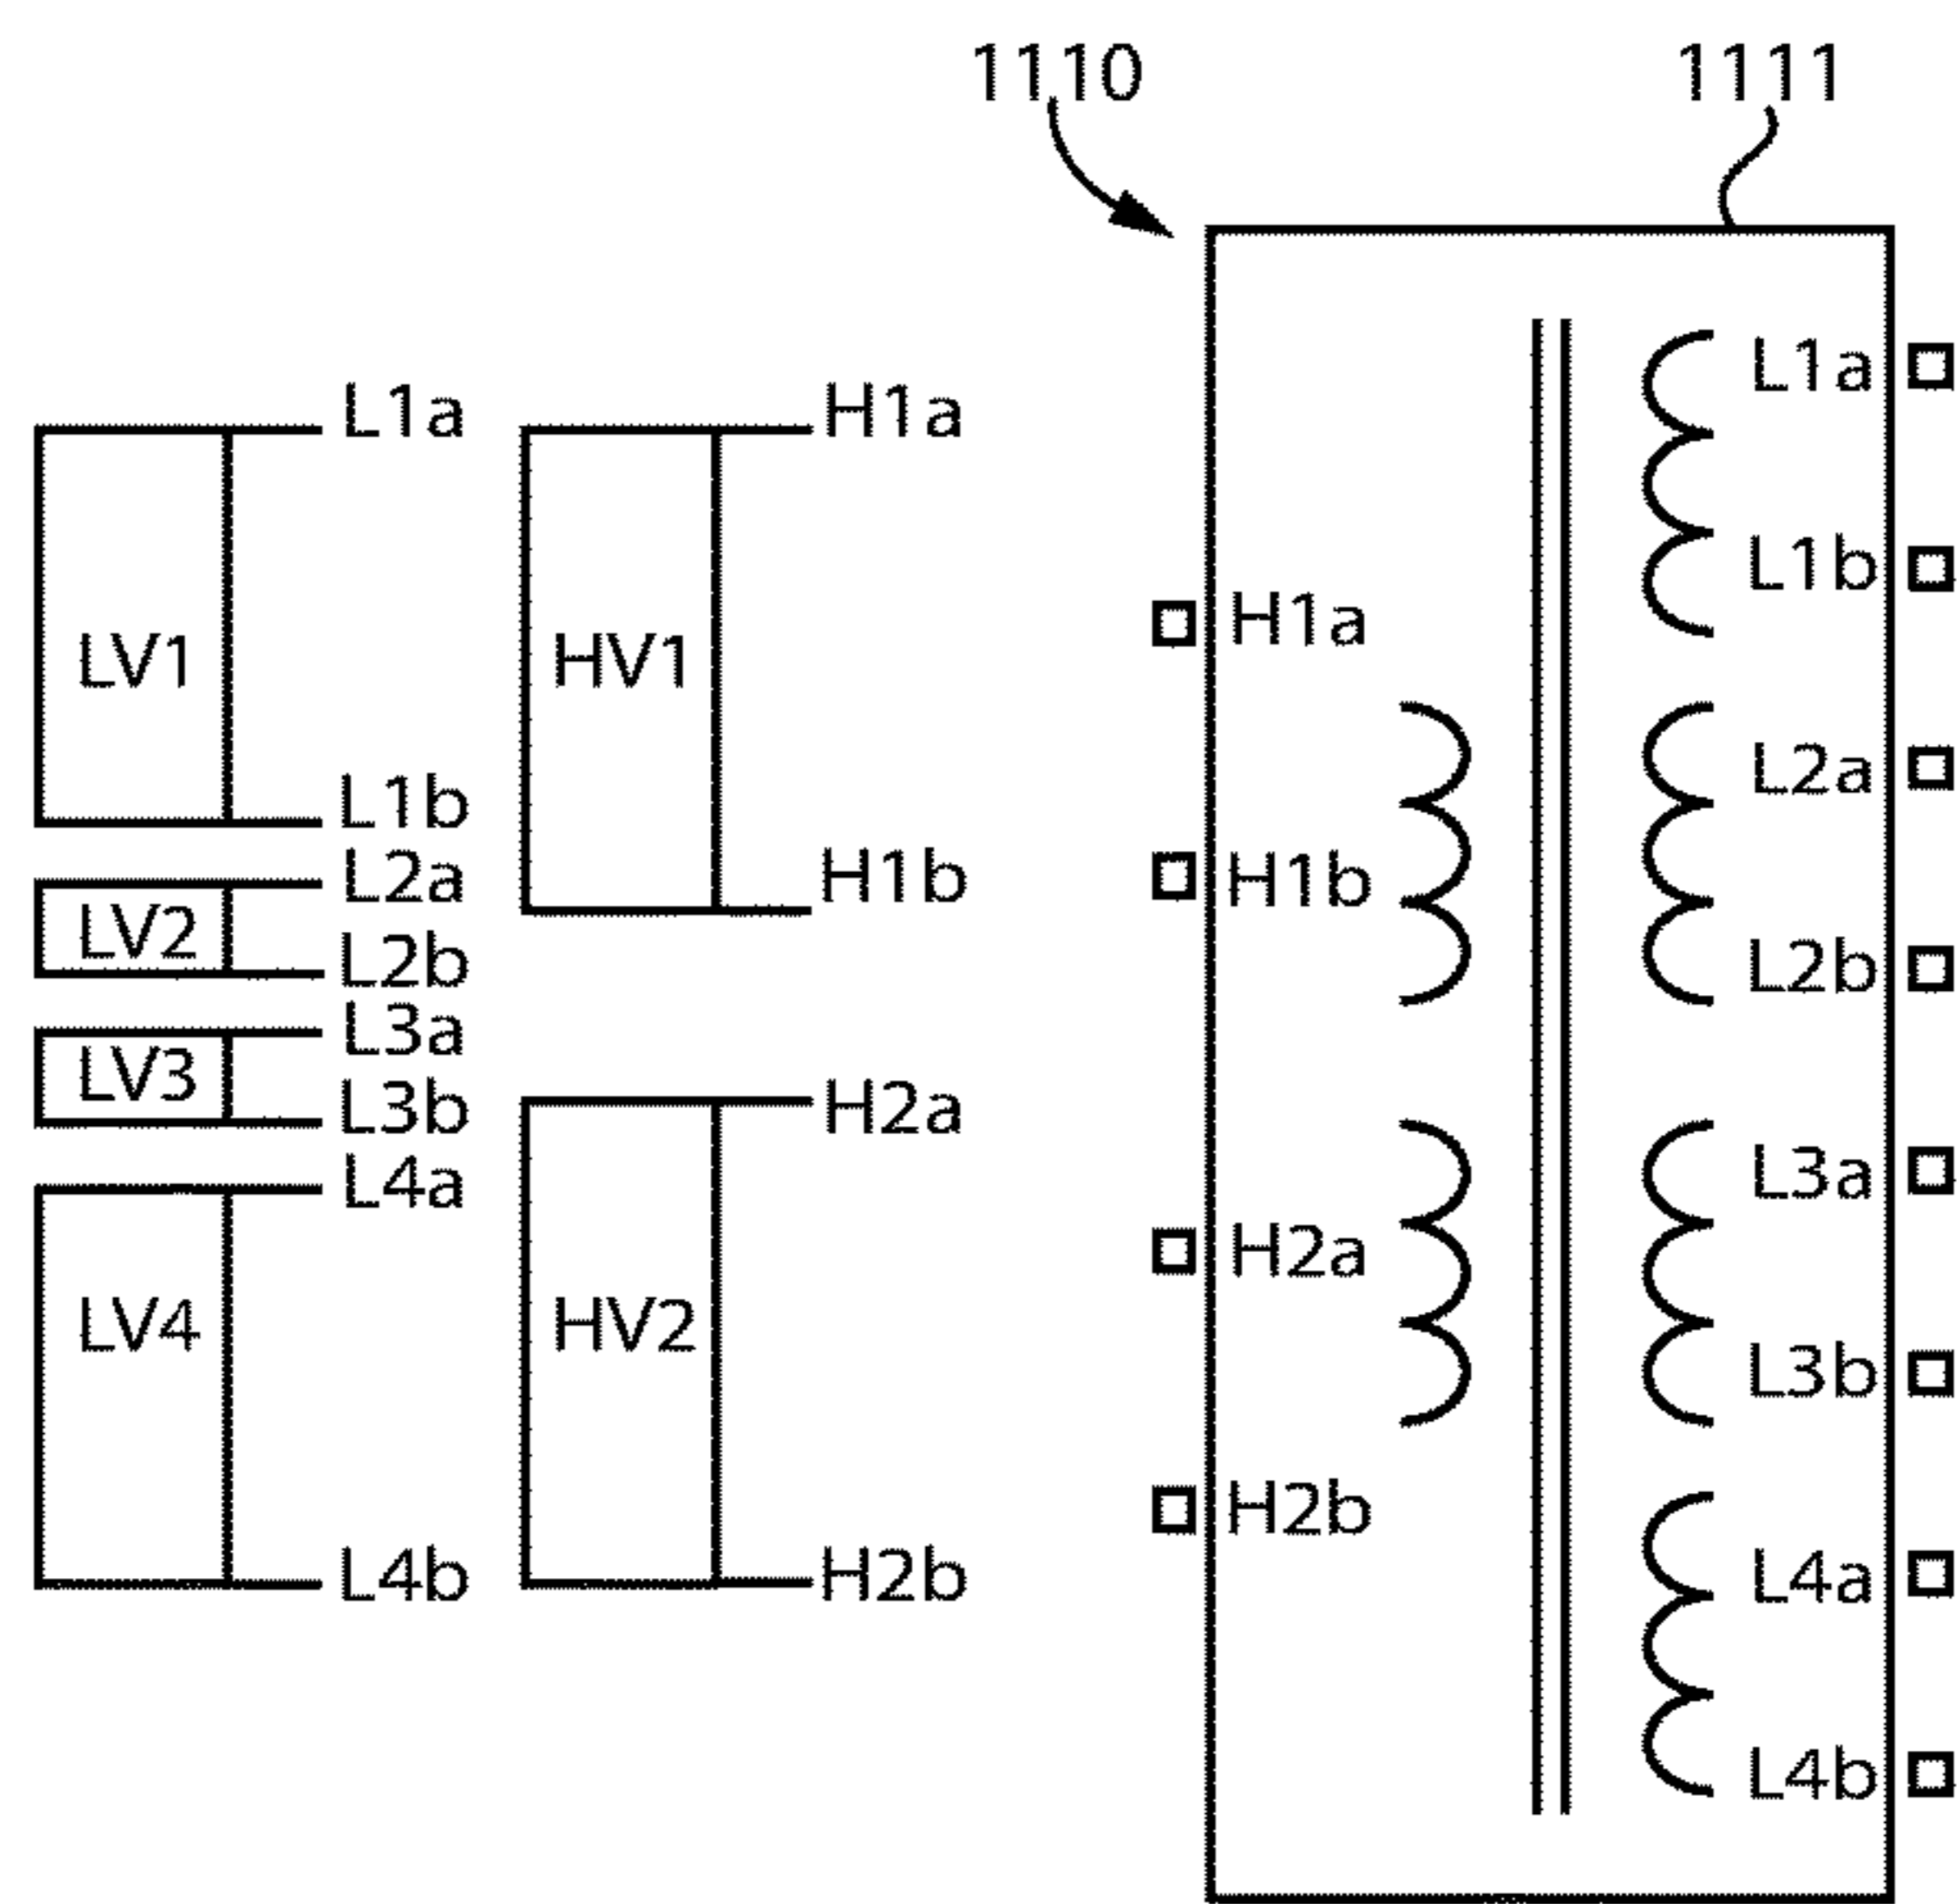 1110
1111
L1a
LV1
L1b
L2a
LV2
L2b
L3a
LV3
L3b
L4a
LV4
L4b
H1a
HV1
H1b
H2a
HV2
H2b
H1a
H1b
H2a
H2b
L1a
L1b
L2a
L2b
L3a
L3b
L4a
L4b